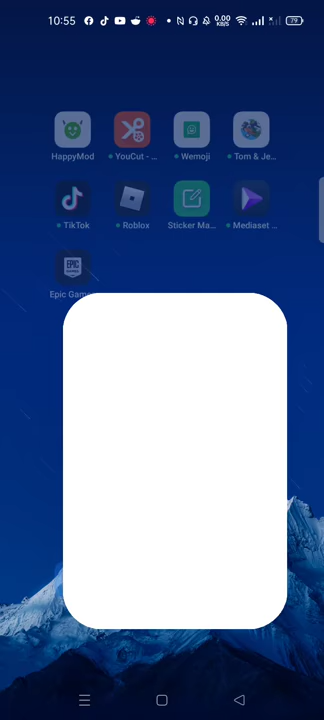 10:55
0.00
KB/S
79
HappyMod
YouCut - ...
Wemoji
Tom & Je...
TikTok
Roblox
Sticker Ma...
Mediaset ...
EPIC
GAMES
Epic Games